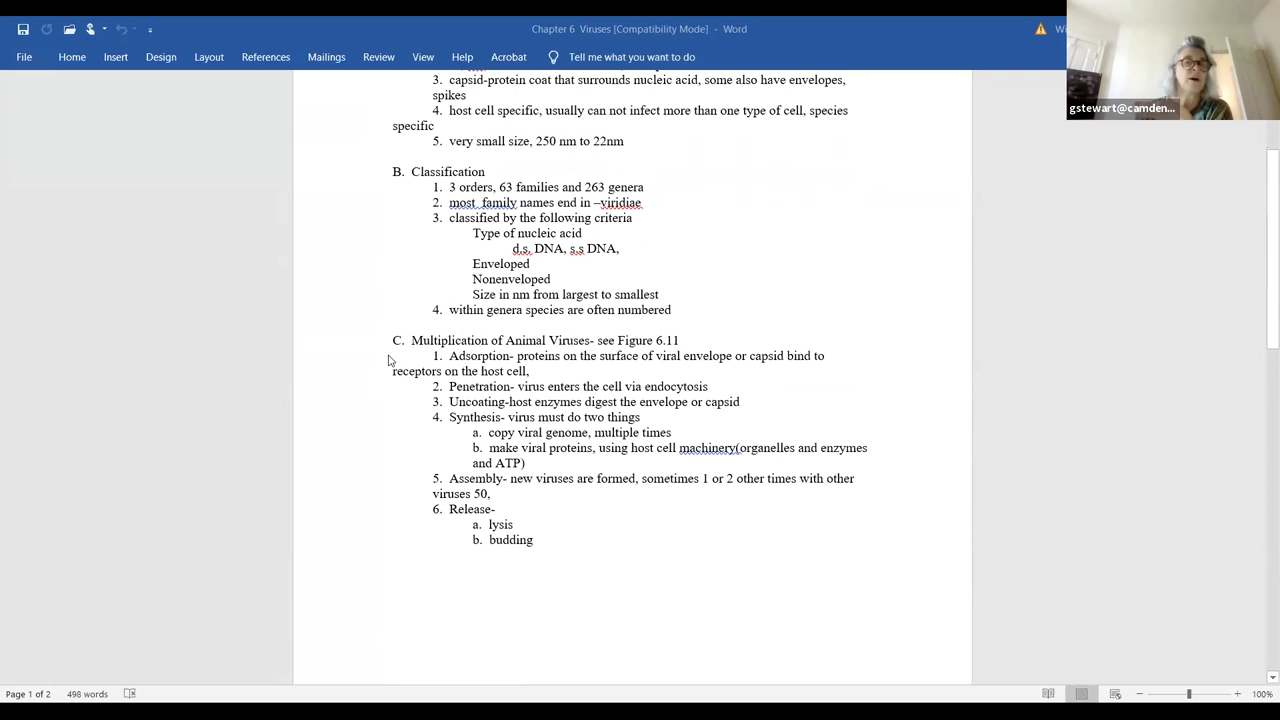 Chapter 6 Viruses [Compatibility Mode] - Word
File Home Insert Layout Design References Mailings Review View Help Acrobat Tell me what you want to do
gstewart@camden...
3. capsid-protein coat that surrounds nucleic acid, some also have envelopes,
spikes
4. host cell specific, usually can not infect more than one type of cell, species
specific
5. very small size, 250 nm to 22nm
B. Classification
1. 3 orders, 63 families and 263 genera
2. most family names end in –viridiae
3. classified by the following criteria
Type of nucleic acid
d.s. DNA, s.s DNA,
Enveloped
Nonenveloped
Size in nm from largest to smallest
4. within genera species are often numbered
C. Multiplication of Animal Viruses- see Figure 6.11
1. Adsorption- proteins on the surface of viral envelope or capsid bind to
receptors on the host cell,
2. Penetration- virus enters the cell via endocytosis
3. Uncoating-host enzymes digest the envelope or capsid
4. Synthesis- virus must do two things
a. copy viral genome, multiple times
b. make viral proteins, using host cell machinery(organelles and enzymes
and ATP)
5. Assembly- new viruses are formed, sometimes 1 or 2 other times with other
viruses 50,
6. Release-
a. lysis
b. budding
Page 1 of 2 498 words 100%